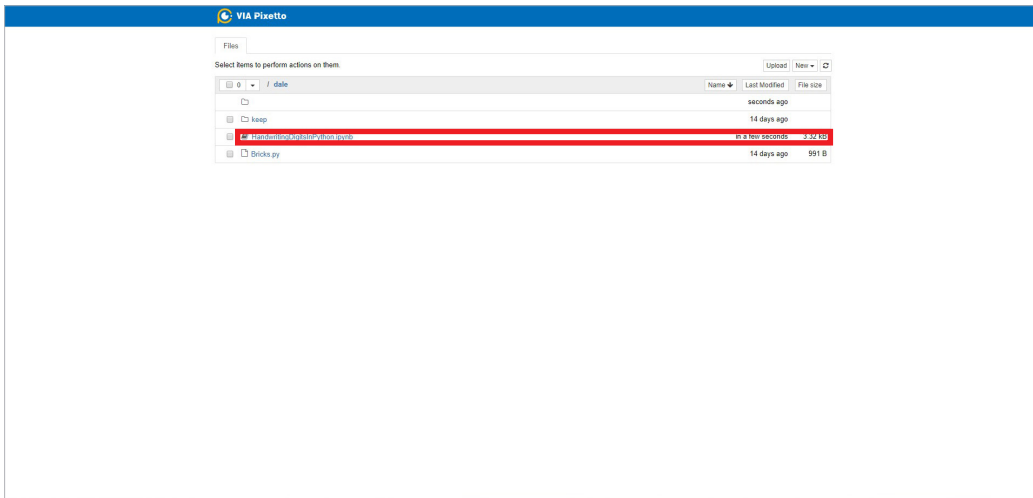 VIA Pixetto
Files
Select items to perform actions on them.
Upload New
0 / dale
Name Last Modified File size
seconds ago
keep 14 days ago
HandwritingDigitsInPython.ipynb in a few seconds 3.32 kB
Bricks.py 14 days ago 991 B